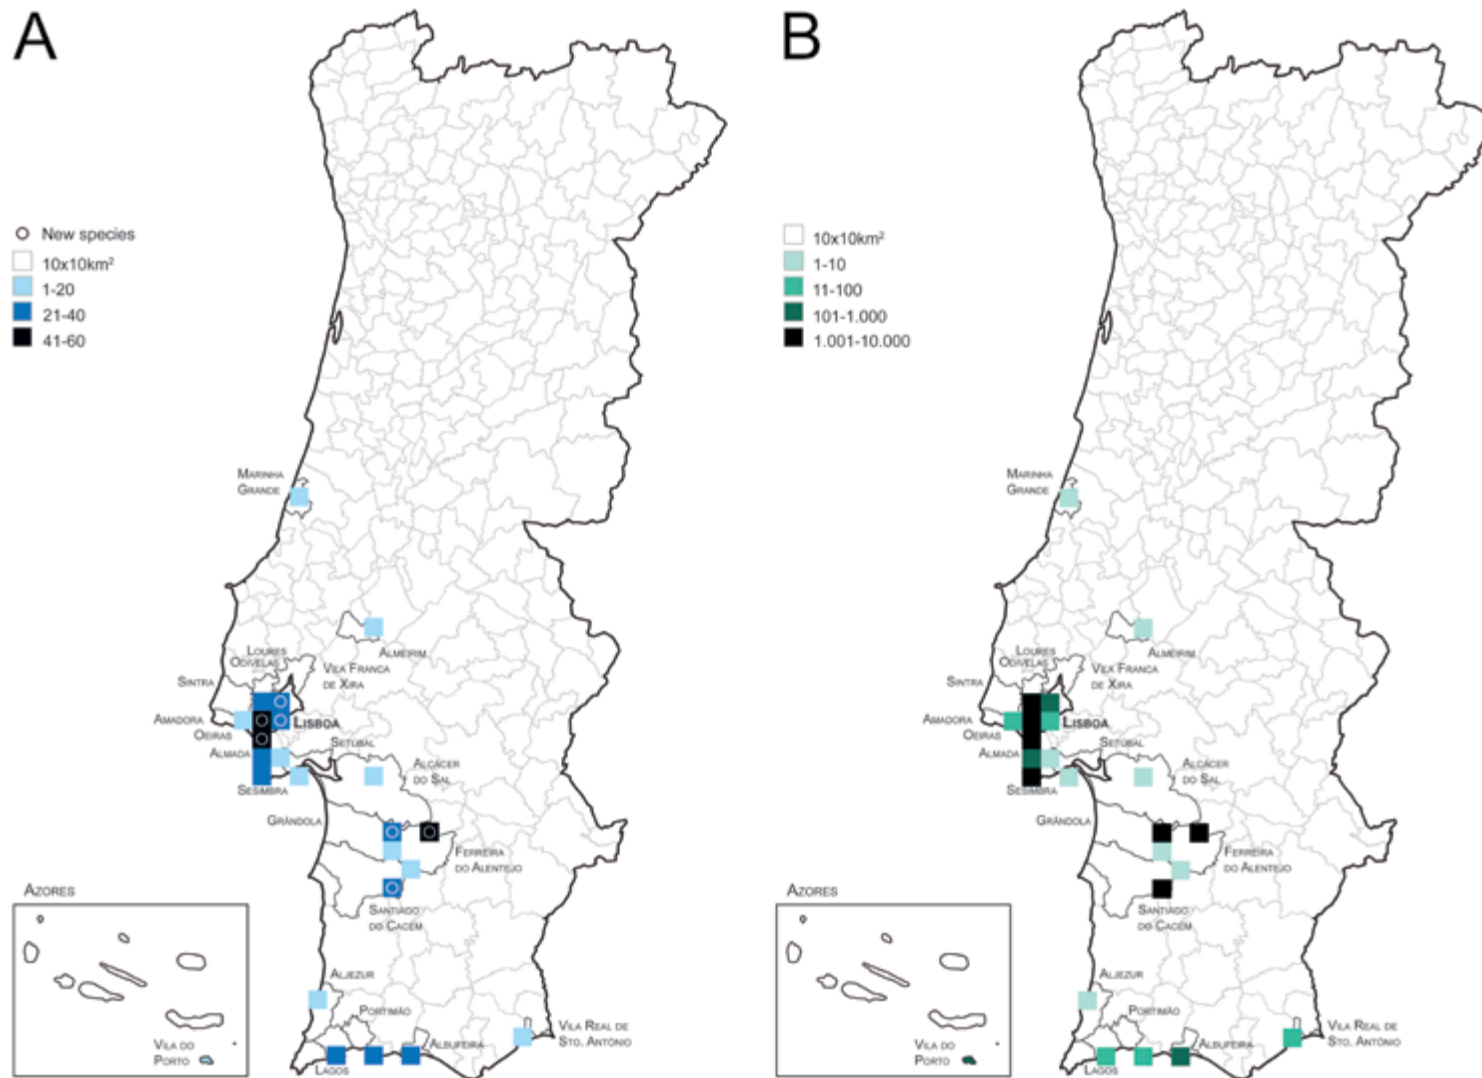 A
New species
10x10km²
1-20
21-40
41-60
Marinha
Grande
Almeirim
Loures
Odivelas
Vila Franca
de Xira
Sintra
Amadora
Lisboa
Oeiras
Almada
Setúbal
Alcácer
do Sal
Sesimbra
Grândola
Ferreira
do Alentejo
Santiago
do Cacém
Azores
Aljezur
Portimão
Vila do
Porto
Albufeira
Vila Real de
Sto. António
Lagos
B
10x10km²
1-10
11-100
101-1.000
1.001-10.000
Marinha
Grande
Almeirim
Loures
Odivelas
Vila Franca
de Xira
Sintra
Amadora
Lisboa
Oeiras
Almada
Setúbal
Alcácer
do Sal
Sesimbra
Grândola
Ferreira
do Alentejo
Santiago
do Cacém
Azores
Aljezur
Portimão
Vila do
Porto
Albufeira
Vila Real de
Sto. António
Lagos